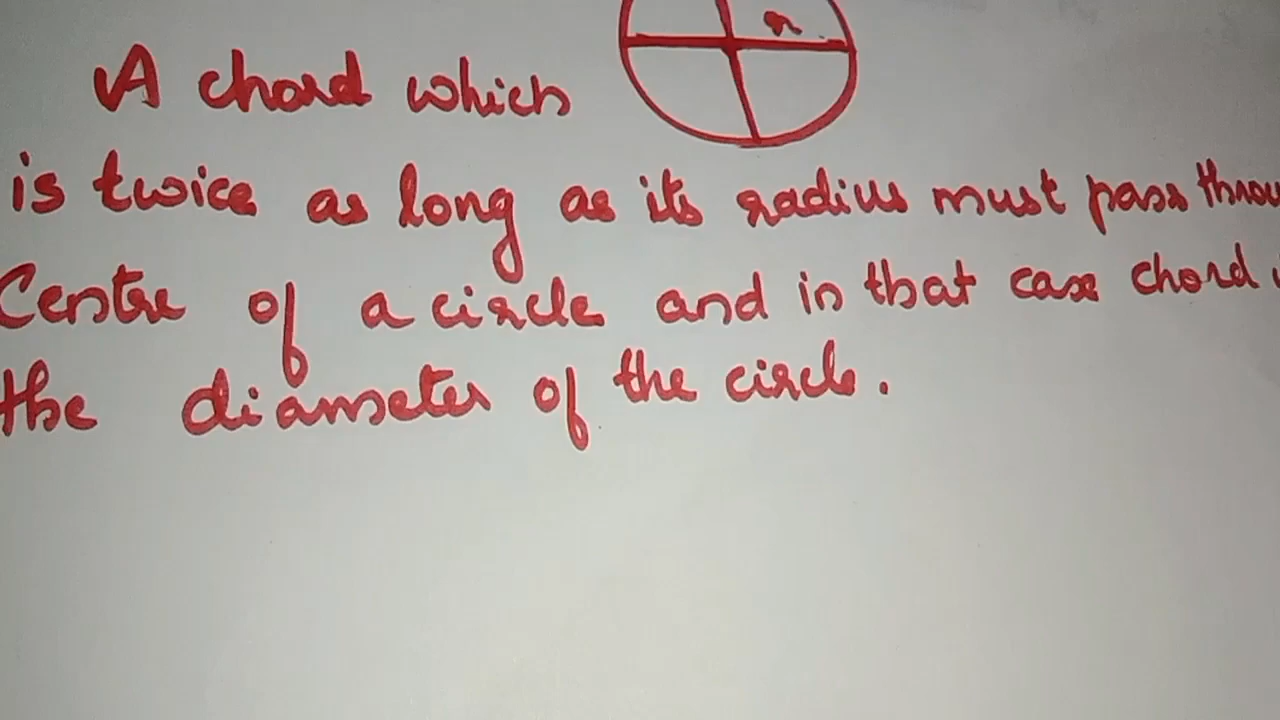 r
A chord which
is twice as long as its radius must pass throu
Centre of a circle and in that case chord
the diameter of the circle.